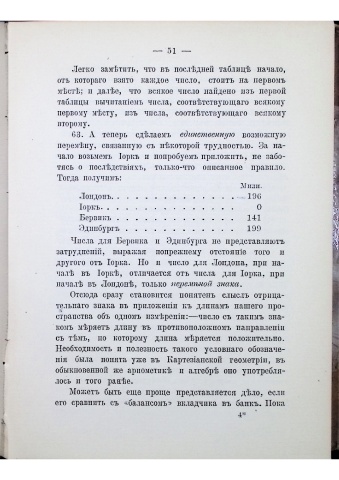 — 51 —
Легко замѣтить, что въ послѣдней таблицѣ начало,
отъ котораго взято каждое число, стоитъ на первомъ
мѣстѣ; и далѣе, что всякое число найдено изъ первой
таблицы вычитаніемъ числа, соотвѣтствующаго всякому
первому мѣсту, изъ числа, соотвѣтствующаго всякому
второму.
63. А теперь сдѣлаемъ единственную возможную
перемѣну, связанную съ нѣкоторой трудностью. За на
чало возьмемъ Іоркъ и попробуемъ приложить, не забо-
тясь о послѣдствіяхъ, только-что описанное правило.
Тогда получимъ:
Мили.
Лондонъ. . . . . . . . . . . . — 196
Іоркъ. . . . . . . . . . . . 0
Бервикъ . . . . . . . . . . . 141
Эдинбургъ . . . . . . . . . . 199
Числа для Бервика и Эдинбурга не представляютъ
затрудненій, выражая попрежнему отстояніе того и
другого отъ Іорка. Но и число для Лондона, при на-
чалѣ въ Іоркѣ, отличается отъ числа для Іорка, при
началѣ въ Лондонѣ, только перемѣной знака.
Отсюда сразу становится понятенъ смыслъ отрица-
тельнаго знака въ приложеніи къ длинамъ нашего про-
странства объ одномъ измѣреніи:—число съ такимъ зна-
комъ мѣряетъ длину въ противоположномъ направленіи
съ тѣмъ, по которому длина мѣряется положительно.
Необходимость и полезность такого условнаго обозначе-
нія была понята уже въ Картезіанской геометріи, въ
обыкновенной же ариѳметикѣ и алгебрѣ оно употребля-
лось и того ранѣе.
Можетъ быть еще проще представляется дѣло, если
его сравнить съ «балансомъ» вкладчика въ банкѣ. Пока
4*